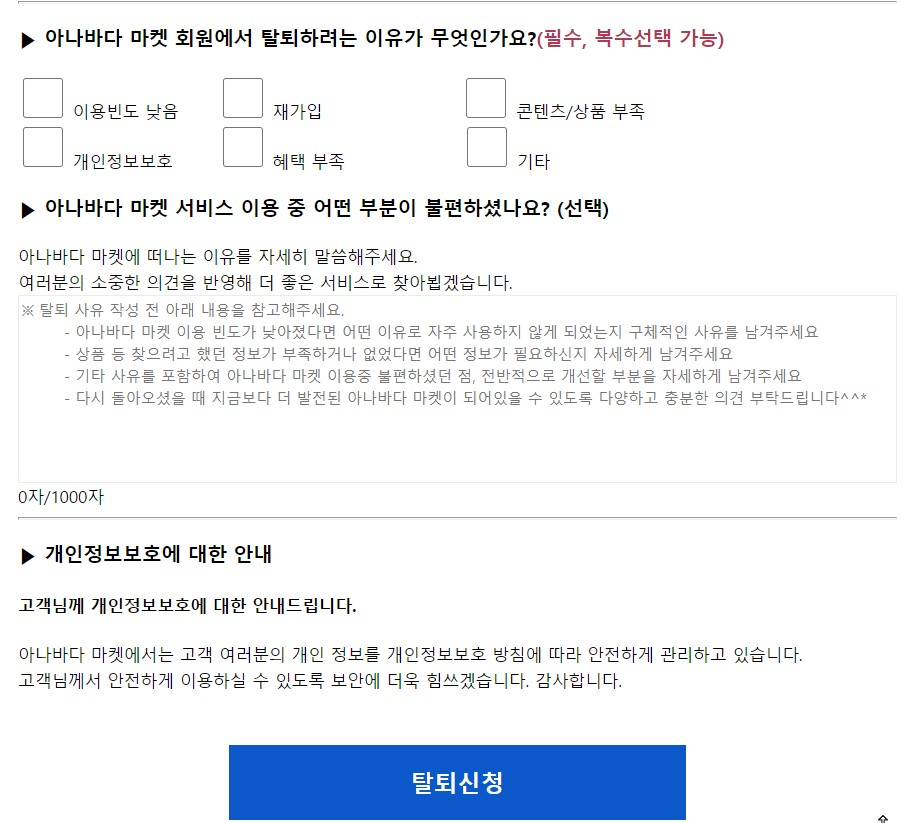 ▶ 아나바다 마켓 회원에서 탈퇴하려는 이유가 무엇인가요?(필수, 복수선택 가능)
이용빈도 낮음 재가입 콘텐츠/상품 부족
개인정보보호 헤택 부족 기타
▶ 아나바다 마켓 서비스 이용 중 어떤 부분이 불편하셨나요? (선택)
아나바다 마켓에 떠나는 이유를 자세히 말씀해주세요.
여러분의 소중한 의견을 반영해 더 좋은 서비스로 찾아뵙겠습니다.
※ 탈퇴 사유 작성 전 아래 내용을 참고해주세요.
- 아나바다 마켓 이용 빈도가 낮아졌다면 어떤 이유로 자주 사용하지 않게 되었는지 구체적인 사유를 남겨주세요
- 상품 등 찾으려고 했던 정보가 부족하거나 없었다면 어떤 정보가 필요하신지 자세하게 남겨주세요
- 기타 사유를 포함하여 아나바다 마켓 이용중 불편하셨던 점, 전반적으로 개선할 부분을 자세하게 남겨주세요
- 다시 돌아오셨을 때 지금보다 더 발전된 아나바다 마켓이 되어있을 수 있도록 다양하고 충분한 의견 부탁드립니다^^*
0자/1000자
▶ 개인정보보호에 대한 안내
고객님께 개인정보보호에 대한 안내드립니다.
아나바다 마켓에서는 고객 여러분의 개인 정보를 개인정보보호 방침에 따라 안전하게 관리하고 있습니다.
고객님께서 안전하게 이용하실 수 있도록 보안에 더욱 힘쓰겠습니다. 감사합니다.
탈퇴신청